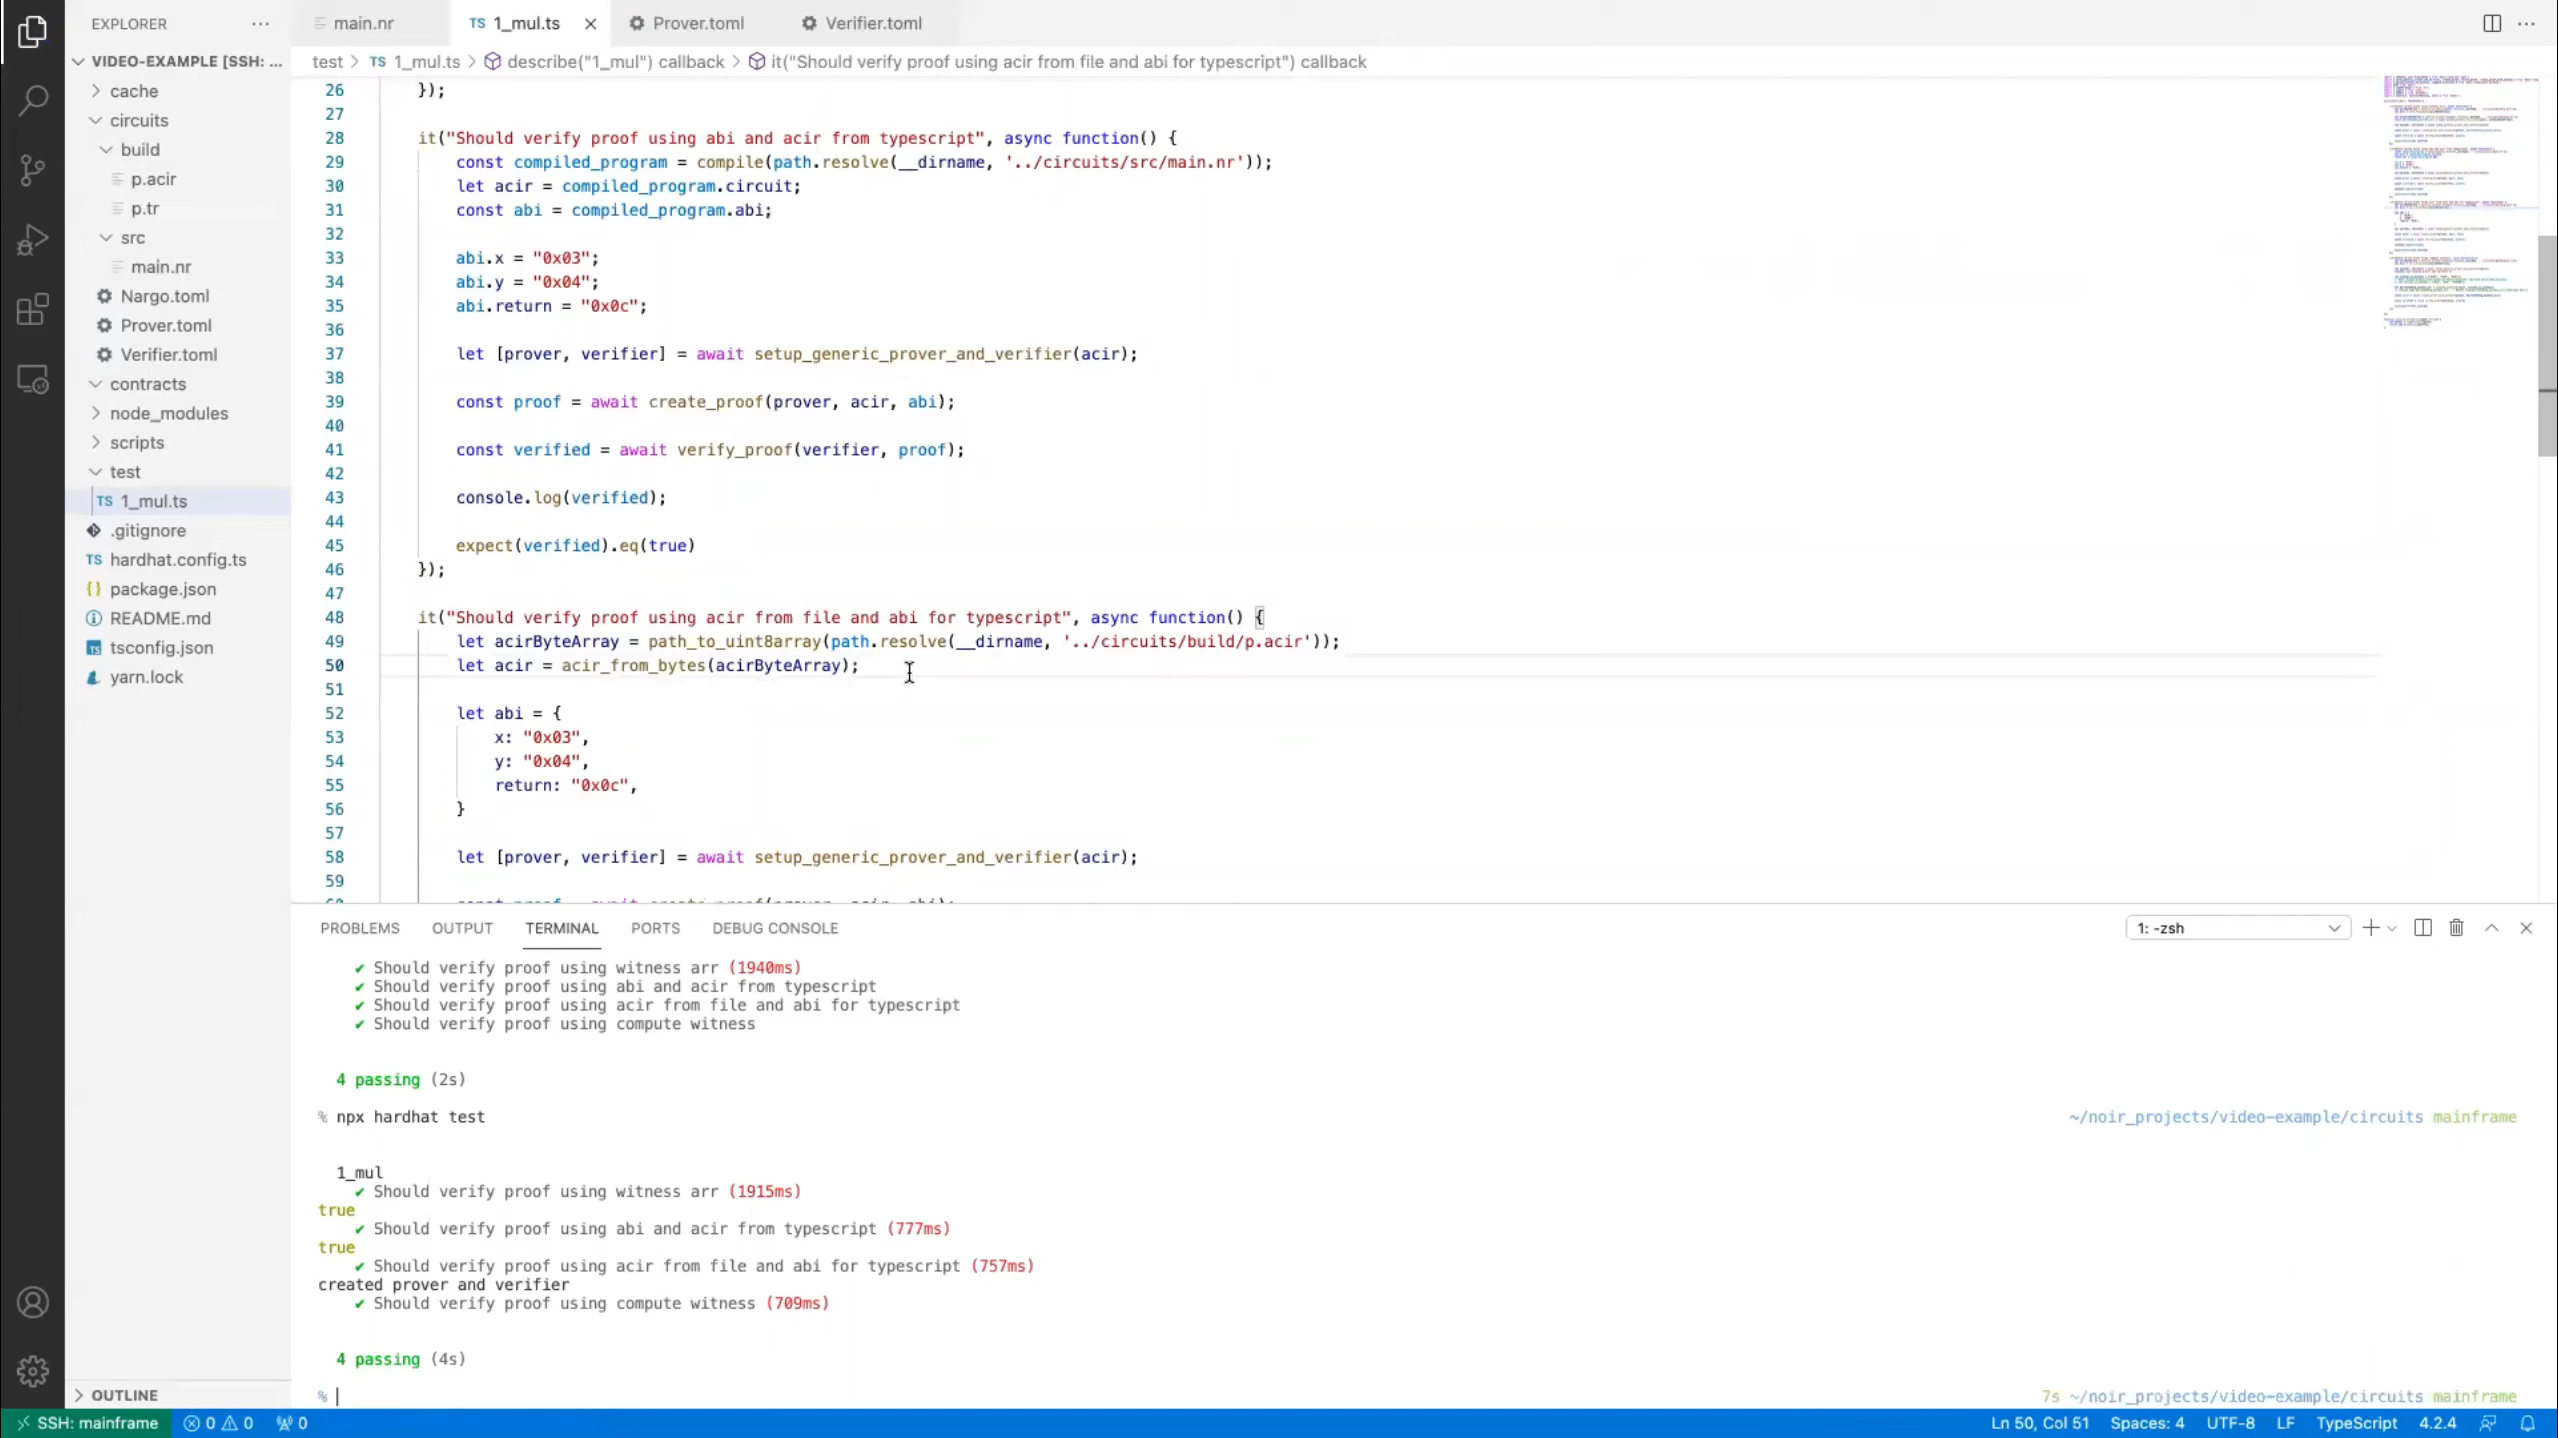 EXPLORER
VIDEO-EXAMPLE [SSH: ...
cache
circuits
build
p.acir
p.tr
src
main.nr
Nargo.toml
Prover.toml
Verifier.toml
contracts
node_modules
scripts
test
TS 1_mul.ts
.gitignore
TS hardhat.config.ts
{} package.json
README.md
tsconfig.json
yarn.lock
OUTLINE
main.nr
TS 1_mul.ts
Prover.toml
Verifier.toml
test > TS 1_mul.ts > describe("1_mul") callback > it("Should verify proof using acir from file and abi for typescript") callback
26 });
27
28 it("Should verify proof using abi and acir from typescript", async function() {
29 const compiled_program = compile(path.resolve(__dirname, '../circuits/src/main.nr'));
30 let acir = compiled_program.circuit;
31 const abi = compiled_program.abi;
32
33 abi.x = "0x03";
34 abi.y = "0x04";
35 abi.return = "0x0c";
36
37 let [prover, verifier] = await setup_generic_prover_and_verifier(acir);
38
39 const proof = await create_proof(prover, acir, abi);
40
41 const verified = await verify_proof(verifier, proof);
42
43 console.log(verified);
44
45 expect(verified).eq(true)
46 });
47
48 it("Should verify proof using acir from file and abi for typescript", async function() {
49 let acirByteArray = path_to_uint8array(path.resolve(__dirname, '../circuits/build/p.acir'));
50 let acir = acir_from_bytes(acirByteArray);
51
52 let abi = {
53 x: "0x03",
54 y: "0x04",
55 return: "0x0c",
56 }
57
58 let [prover, verifier] = await setup_generic_prover_and_verifier(acir);
59
PROBLEMS OUTPUT TERMINAL PORTS DEBUG CONSOLE
1: -zsh
✔ Should verify proof using witness arr (1940ms)
✔ Should verify proof using abi and acir from typescript
✔ Should verify proof using acir from file and abi for typescript
✔ Should verify proof using compute witness
4 passing (2s)
% npx hardhat test ~/noir_projects/video-example/circuits mainframe
1_mul
✔ Should verify proof using witness arr (1915ms)
true
✔ Should verify proof using abi and acir from typescript (777ms)
true
✔ Should verify proof using acir from file and abi for typescript (757ms)
created prover and verifier
✔ Should verify proof using compute witness (709ms)
4 passing (4s)
% 7s ~/noir_projects/video-example/circuits mainframe
SSH: mainframe 0 0 0 Ln 50, Col 51 Spaces: 4 UTF-8 LF TypeScript 4.2.4